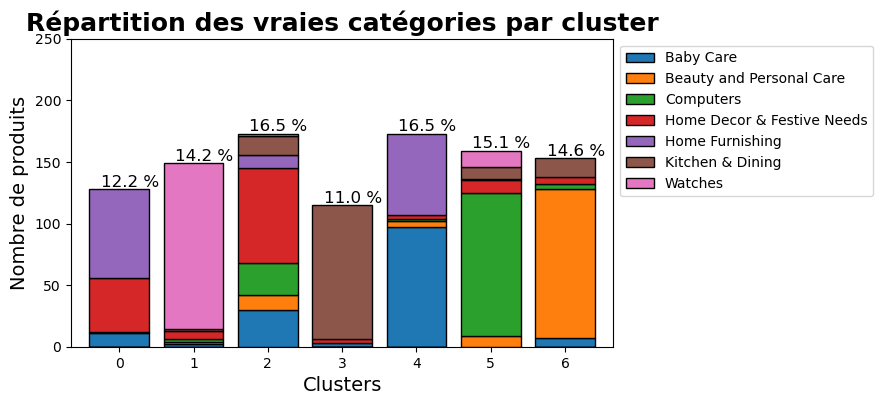 Répartition des vraies catégories par cluster
Nombre de produits
250
200
150
100
50
0
12.2 %
14.2 %
16.5 %
11.0 %
16.5 %
15.1 %
14.6 %
0 1 2 3 4 5 6
Clusters
Baby Care
Beauty and Personal Care
Computers
Home Decor & Festive Needs
Home Furnishing
Kitchen & Dining
Watches